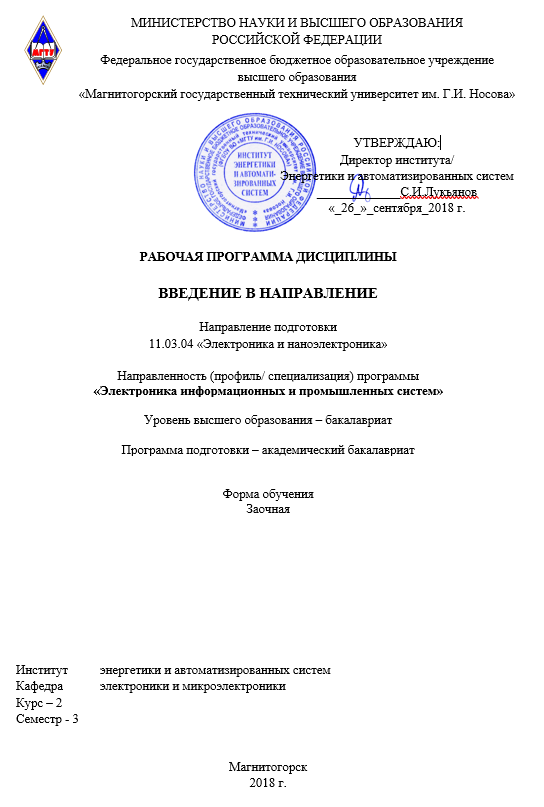 МИНИСТЕРСТВО НАУКИ И ВЫСШЕГО ОБРАЗОВАНИЯ
РОССИЙСКОЙ ФЕДЕРАЦИИ
Федеральное государственное бюджетное образовательное учреждение
высшего образования
«Магнитогорский государственный технический университет им. Г.И. Носова»
МГТУ
ИНСТИТУТ
ЭНЕРГЕТИКИ
И АВТОМАТИ-
ЗИРОВАННЫХ
СИСТЕМ
УТВЕРЖДАЮ:
Директор института/
Энергетики и автоматизированных систем
С.И.Лукьянов
«_26_»_сентября_2018 г.
РАБОЧАЯ ПРОГРАММА ДИСЦИПЛИНЫ
ВВЕДЕНИЕ В НАПРАВЛЕНИЕ
Направление подготовки
11.03.04 «Электроника и наноэлектроника»
Направленность (профиль/ специализация) программы
«Электроника информационных и промышленных систем»
Уровень высшего образования – бакалавриат
Программа подготовки – академический бакалавриат
Форма обучения
Заочная
Институт энергетики и автоматизированных систем
Кафедра электроники и микроэлектроники
Курс – 2
Семестр - 3
Магнитогорск
2018 г.